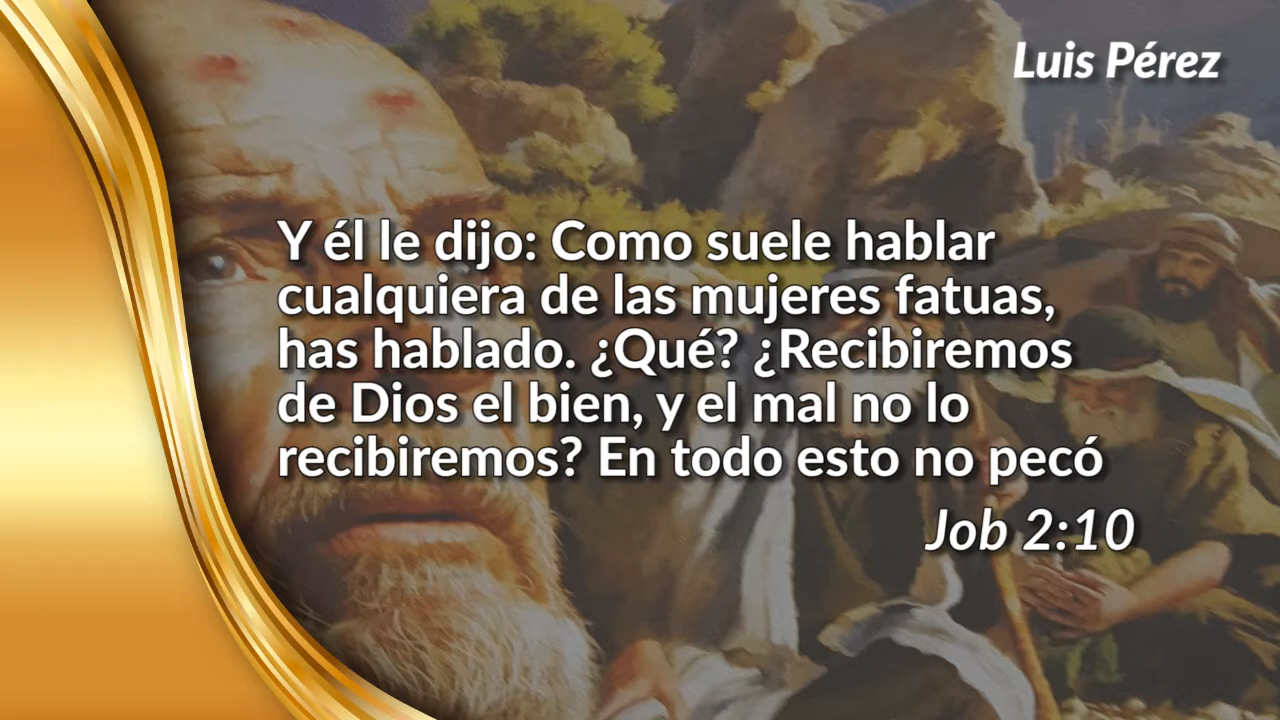 Luis Pérez
Y él le dijo: Como suele hablar
cualquiera de las mujeres fatuas,
has hablado. ¿Qué? ¿Recibiremos
de Dios el bien, y el mal no lo
recibiremos? En todo esto no pecó
Job 2:10